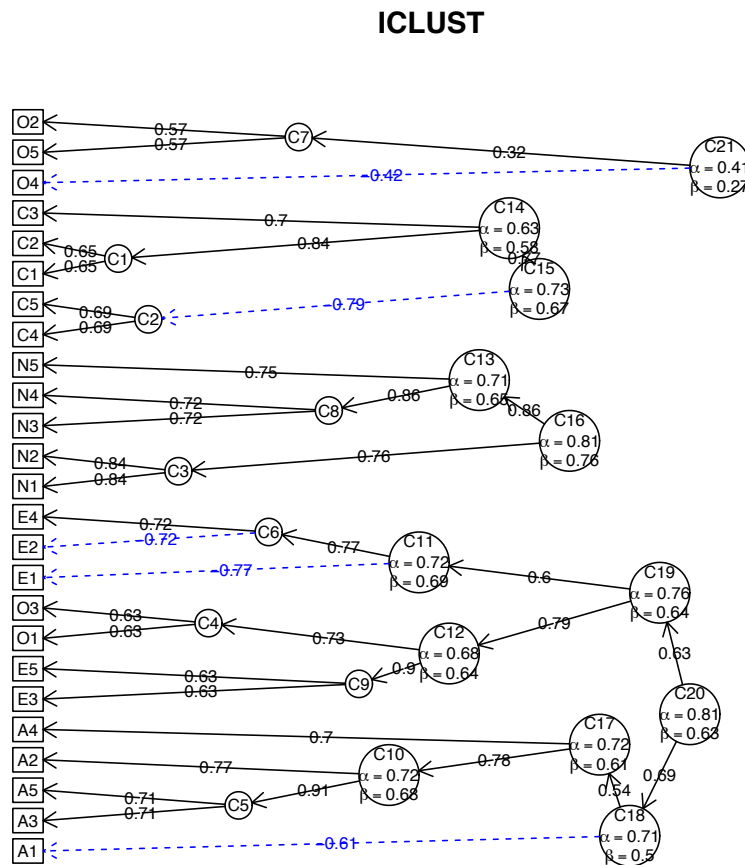 ICLUST
O2
O5
O4
C3
C2
C1
C5
C4
N5
N4
N3
N2
N1
E4
E2
E1
O3
O1
E5
E3
A4
A2
A5
A3
A1
0.57
0.57
C7
0.32
−0.42
C21
α = 0.41
β = 0.27
0.7
0.65
0.65
C1
0.84
C14
α = 0.63
β = 0.58
0.69
0.69
C2
−0.79
C15
α = 0.73
β = 0.67
0.75
0.72
0.72
C8
0.86
C13
α = 0.71
β = 0.65
0.86
0.84
0.84
C3
0.76
C16
α = 0.81
β = 0.76
0.72
−0.72
C6
0.77
−0.77
C11
α = 0.72
β = 0.69
0.6
0.63
0.63
C4
0.73
0.63
0.63
C9
0.9
C12
α = 0.68
β = 0.64
0.79
C19
α = 0.76
β = 0.64
0.63
C20
α = 0.81
β = 0.63
0.69
0.7
0.77
0.71
0.71
C5
0.91
C10
α = 0.72
β = 0.68
0.78
C17
α = 0.72
β = 0.61
0.54
−0.61
C18
α = 0.71
β = 0.5